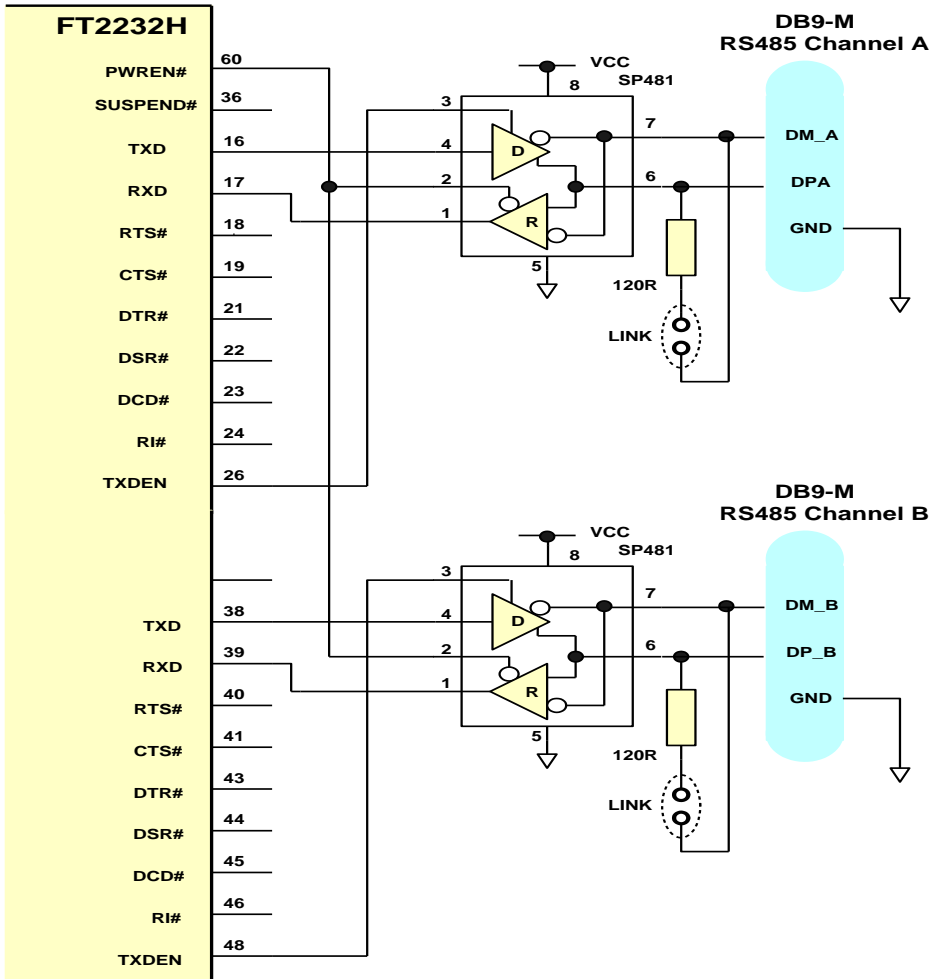 FT2232H
PWREN#
60
SUSPEND#
36
TXD
16
RXD
17
RTS#
18
CTS#
19
DTR#
21
DSR#
22
DCD#
23
RI#
24
TXDEN
26
TXD
38
RXD
39
RTS#
40
CTS#
41
DTR#
43
DSR#
44
DCD#
45
RI#
46
TXDEN
48
VCC
SP481
8
3
4
2
1
D
R
7
6
5
120R
LINK
DB9-M
RS485 Channel A
DM_A
DPA
GND
VCC
SP481
8
3
4
2
1
D
R
7
6
5
120R
LINK
DB9-M
RS485 Channel B
DM_B
DP_B
GND